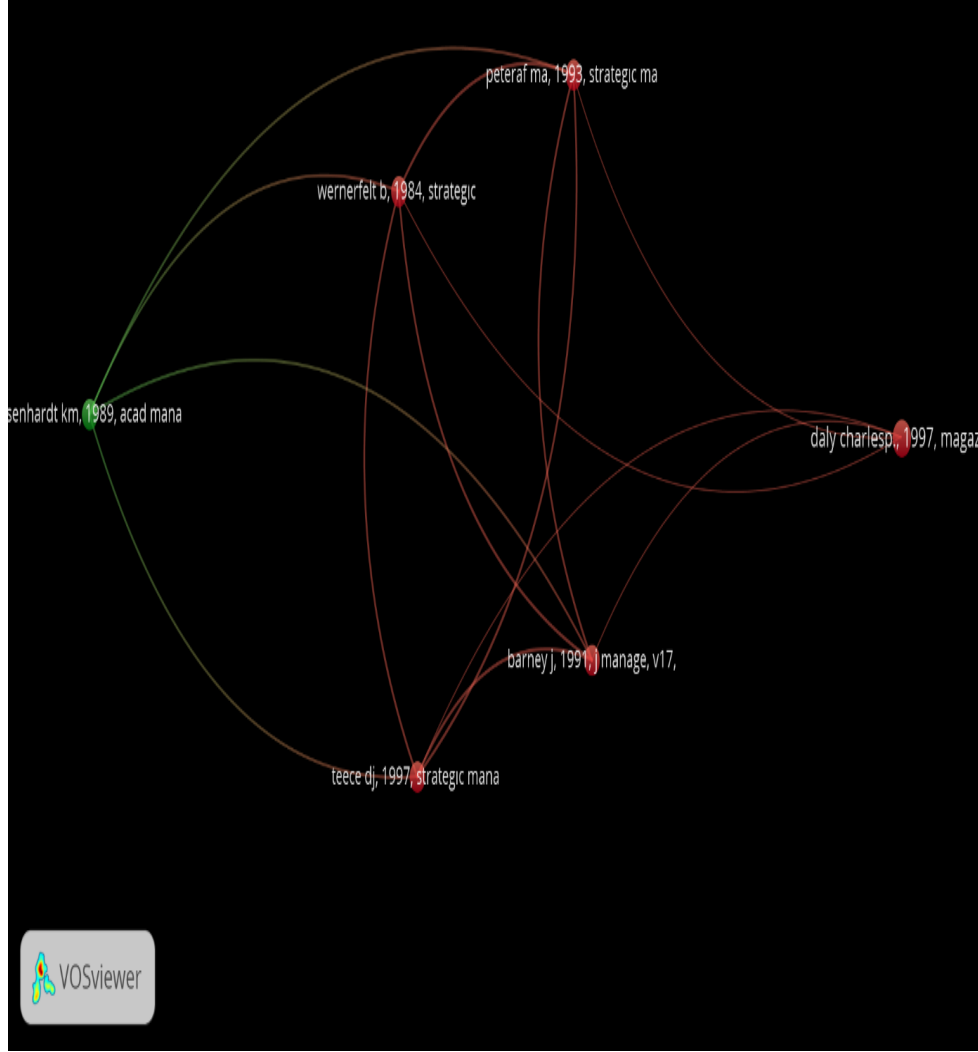 peteraf ma, 1993, strategic ma
wernerfelt b, 1984, strategic
senhardt km, 1989, acad mana
daly charlesp., 1997, magaz
barney j, 1991, j manage, v17,
teece dj, 1997, strategic mana
VOSviewer